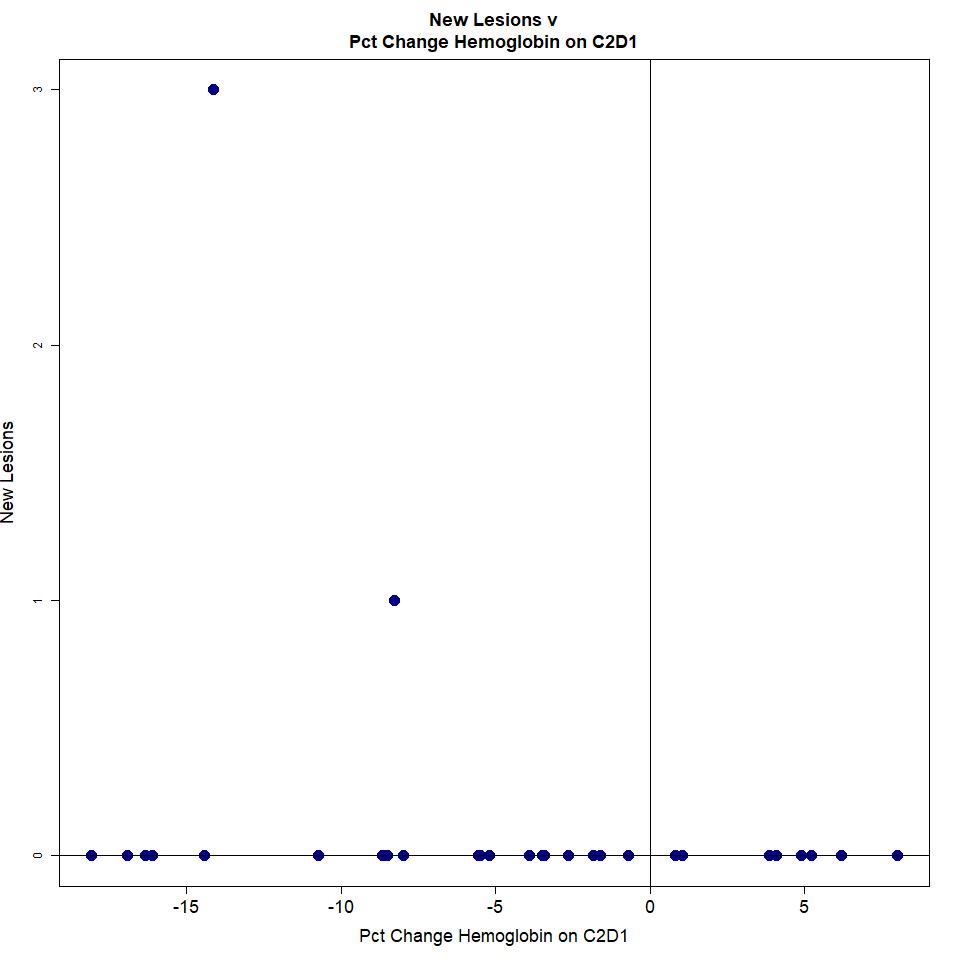 New Lesions v
Pct Change Hemoglobin on C2D1
3
2
1
0
New Lesions
-15 -10 -5 0 5
Pct Change Hemoglobin on C2D1